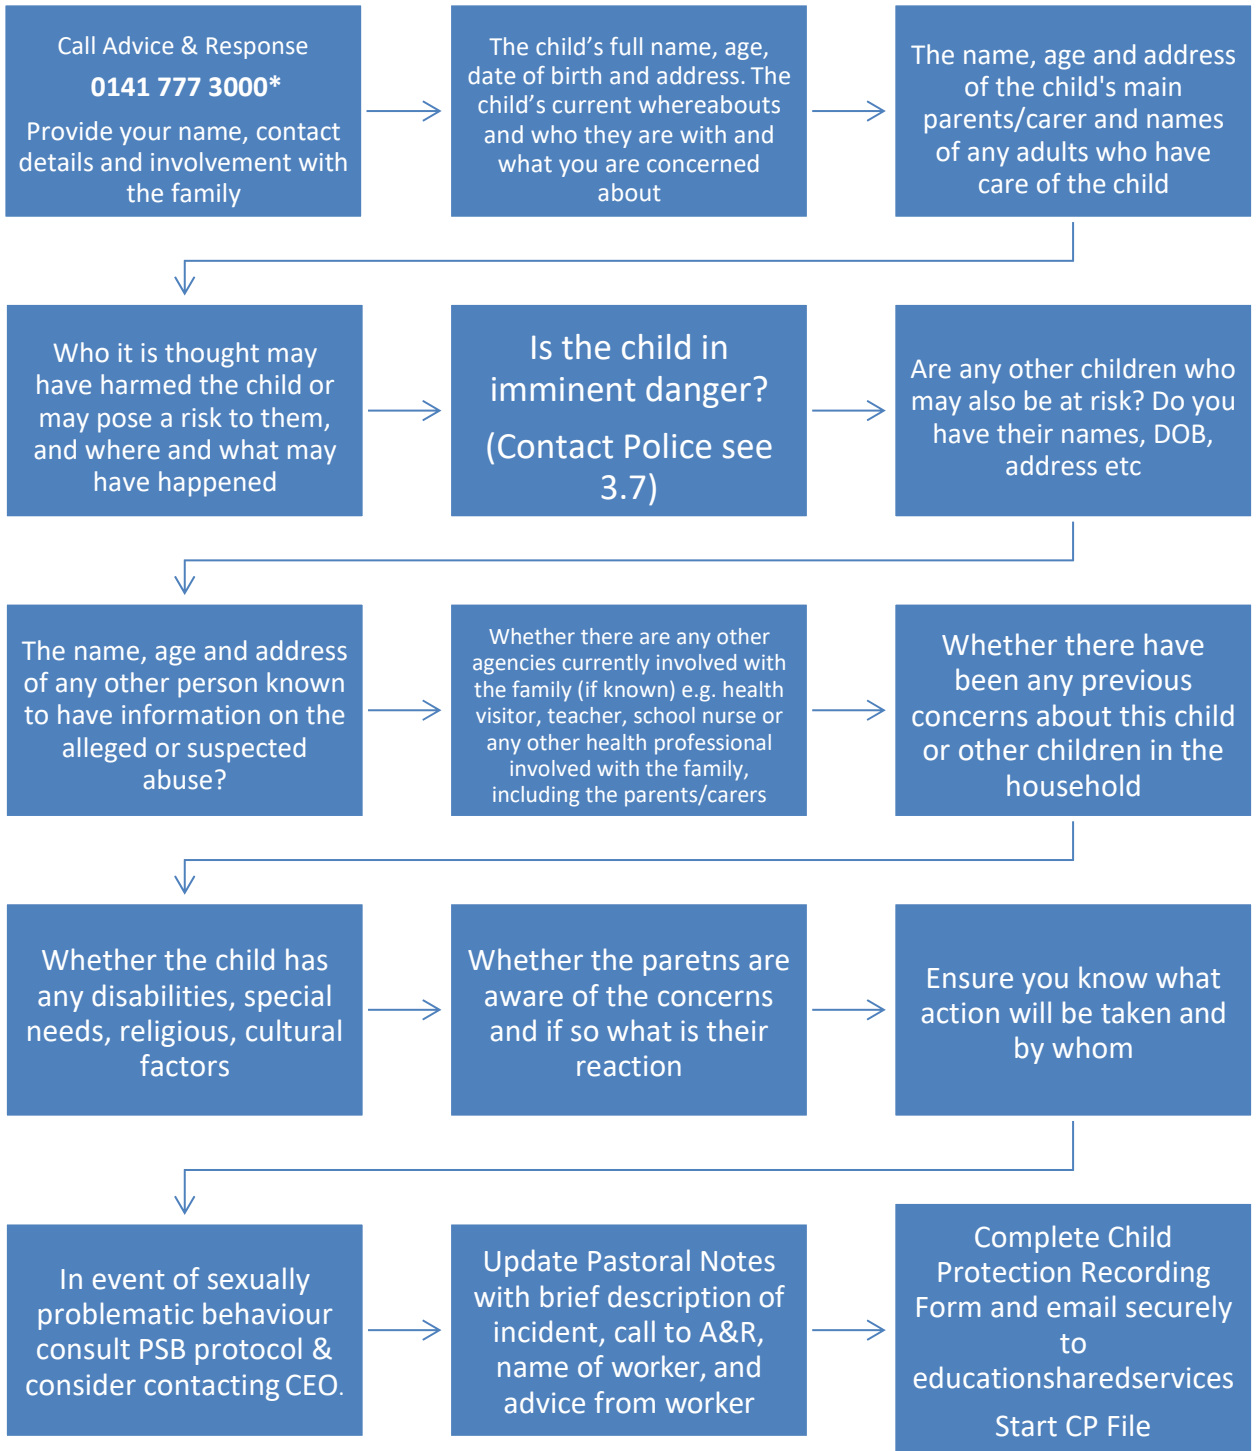 Call Advice & Response
0141 777 3000*
Provide your name, contact
details and involvement with
the family
The child’s full name, age,
date of birth and address. The
child’s current whereabouts
and who they are with and
what you are concerned
about
The name, age and address
of the child's main
parents/carer and names
of any adults who have
care of the child
Who it is thought may
have harmed the child or
may pose a risk to them,
and where and what may
have happened
Is the child in
imminent danger?
(Contact Police see
3.7)
Are any other children who
may also be at risk? Do you
have their names, DOB,
address etc
The name, age and address
of any other person known
to have information on the
alleged or suspected
abuse?
Whether there are any other
agencies currently involved with
the family (if known) e.g. health
visitor, teacher, school nurse or
any other health professional
involved with the family,
including the parents/carers
Whether there have
been any previous
concerns about this child
or other children in the
household
Whether the child has
any disabilities, special
needs, religious, cultural
factors
Whether the paretns are
aware of the concerns
and if so what is their
reaction
Ensure you know what
action will be taken and
by whom
In event of sexually
problematic behaviour
consult PSB protocol &
consider contacting CEO.
Update Pastoral Notes
with brief description of
incident, call to A&R,
name of worker, and
advice from worker
Complete Child
Protection Recording
Form and email securely
to
educationsharedservices
Start CP File